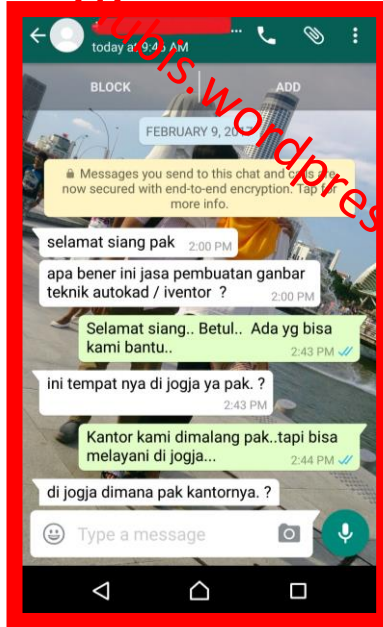 today at 9:46 AM
BLOCK
ADD
FEBRUARY 9, 2017
Messages you send to this chat and calls are
now secured with end-to-end encryption. Tap for
more info.
selamat siang pak 2:00 PM
apa bener ini jasa pembuatan ganbar
teknik autokad / iventor ? 2:00 PM
Selamat siang.. Betul.. Ada yg bisa
kami bantu.. 2:43 PM
ini tempat nya di jogja ya pak. ?
2:43 PM
Kantor kami dimalang pak..tapi bisa
melayani di jogja... 2:44 PM
di jogja dimana pak kantornya. ?
Type a message
ubis.wordpres